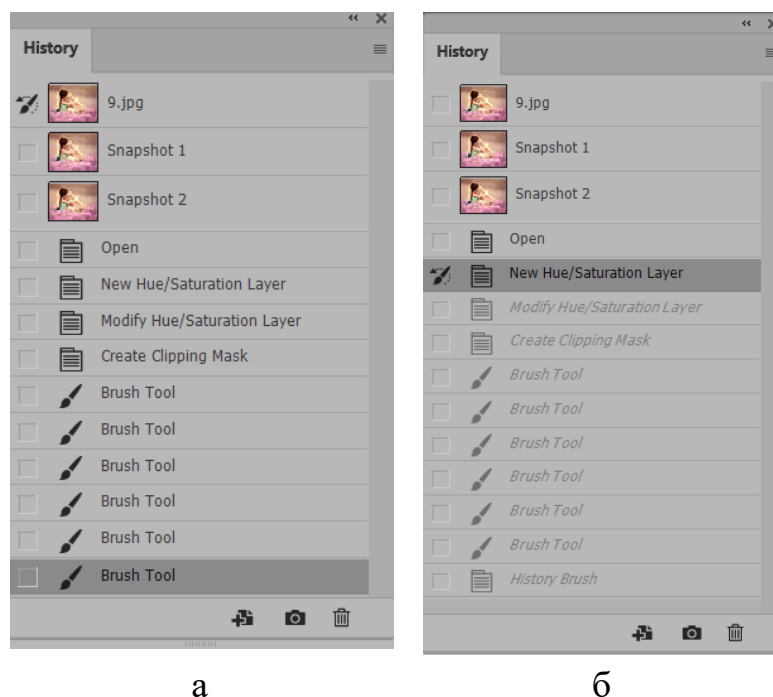 History
9.jpg
Snapshot 1
Snapshot 2
Open
New Hue/Saturation Layer
Modify Hue/Saturation Layer
Create Clipping Mask
Brush Tool
Brush Tool
Brush Tool
Brush Tool
Brush Tool
Brush Tool
а
History
9.jpg
Snapshot 1
Snapshot 2
Open
New Hue/Saturation Layer
Modify Hue/Saturation Layer
Create Clipping Mask
Brush Tool
Brush Tool
Brush Tool
Brush Tool
Brush Tool
Brush Tool
History Brush
б